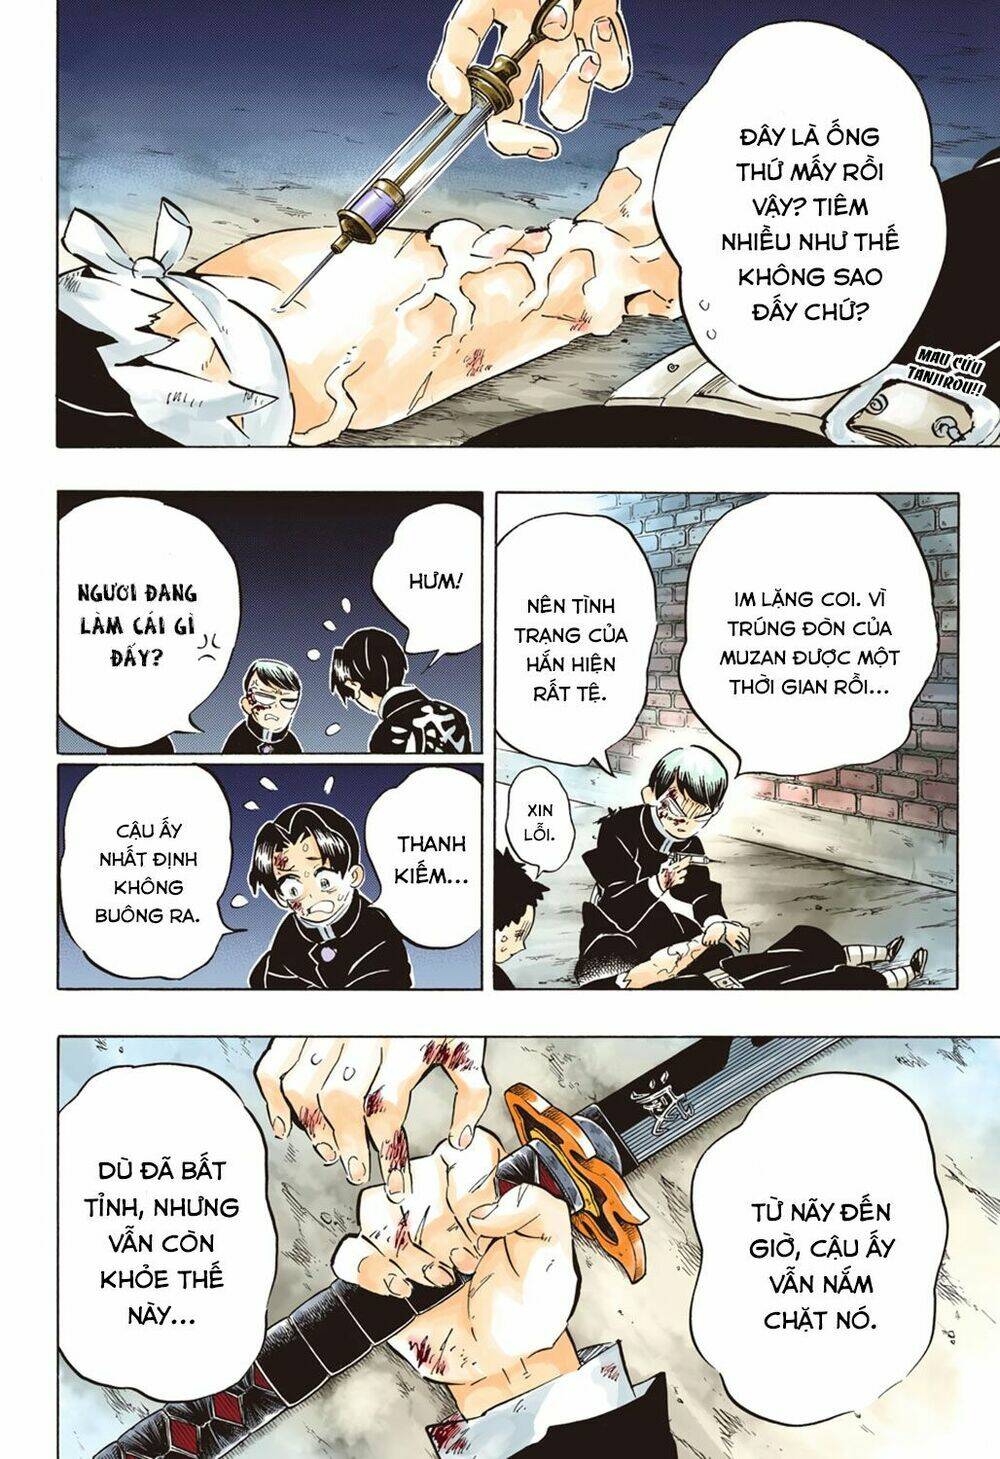 ĐÂY LÀ ỐNG
THỨ MẤY RỒI
VẬY? TIÊM
NHIỀU NHƯ THẾ
KHÔNG SAO
ĐẤY CHỨ?
MAU CỨU
TANJIROU!!
IM LẶNG COI. VÌ
TRÚNG ĐÒN CỦA
MUZAN ĐƯỢC MỘT
THỜI GIAN RỒI...
NÊN TÌNH
TRẠNG CỦA
HẮN HIỆN
RẤT TỆ.
XIN
LỖI.
HƯM!
NGƯƠI ĐANG
LÀM CÁI GÌ
ĐẤY?
滅
THANH
KIẾM...
CẬU ẤY
NHẤT ĐỊNH
KHÔNG
BUÔNG RA.
TỪ NÃY ĐẾN
GIỜ, CẬU ẤY
VẪN NẮM
CHẶT NÓ.
DÙ ĐÃ BẤT
TỈNH, NHƯNG
VẪN CÒN
KHỎE THẾ
NÀY...